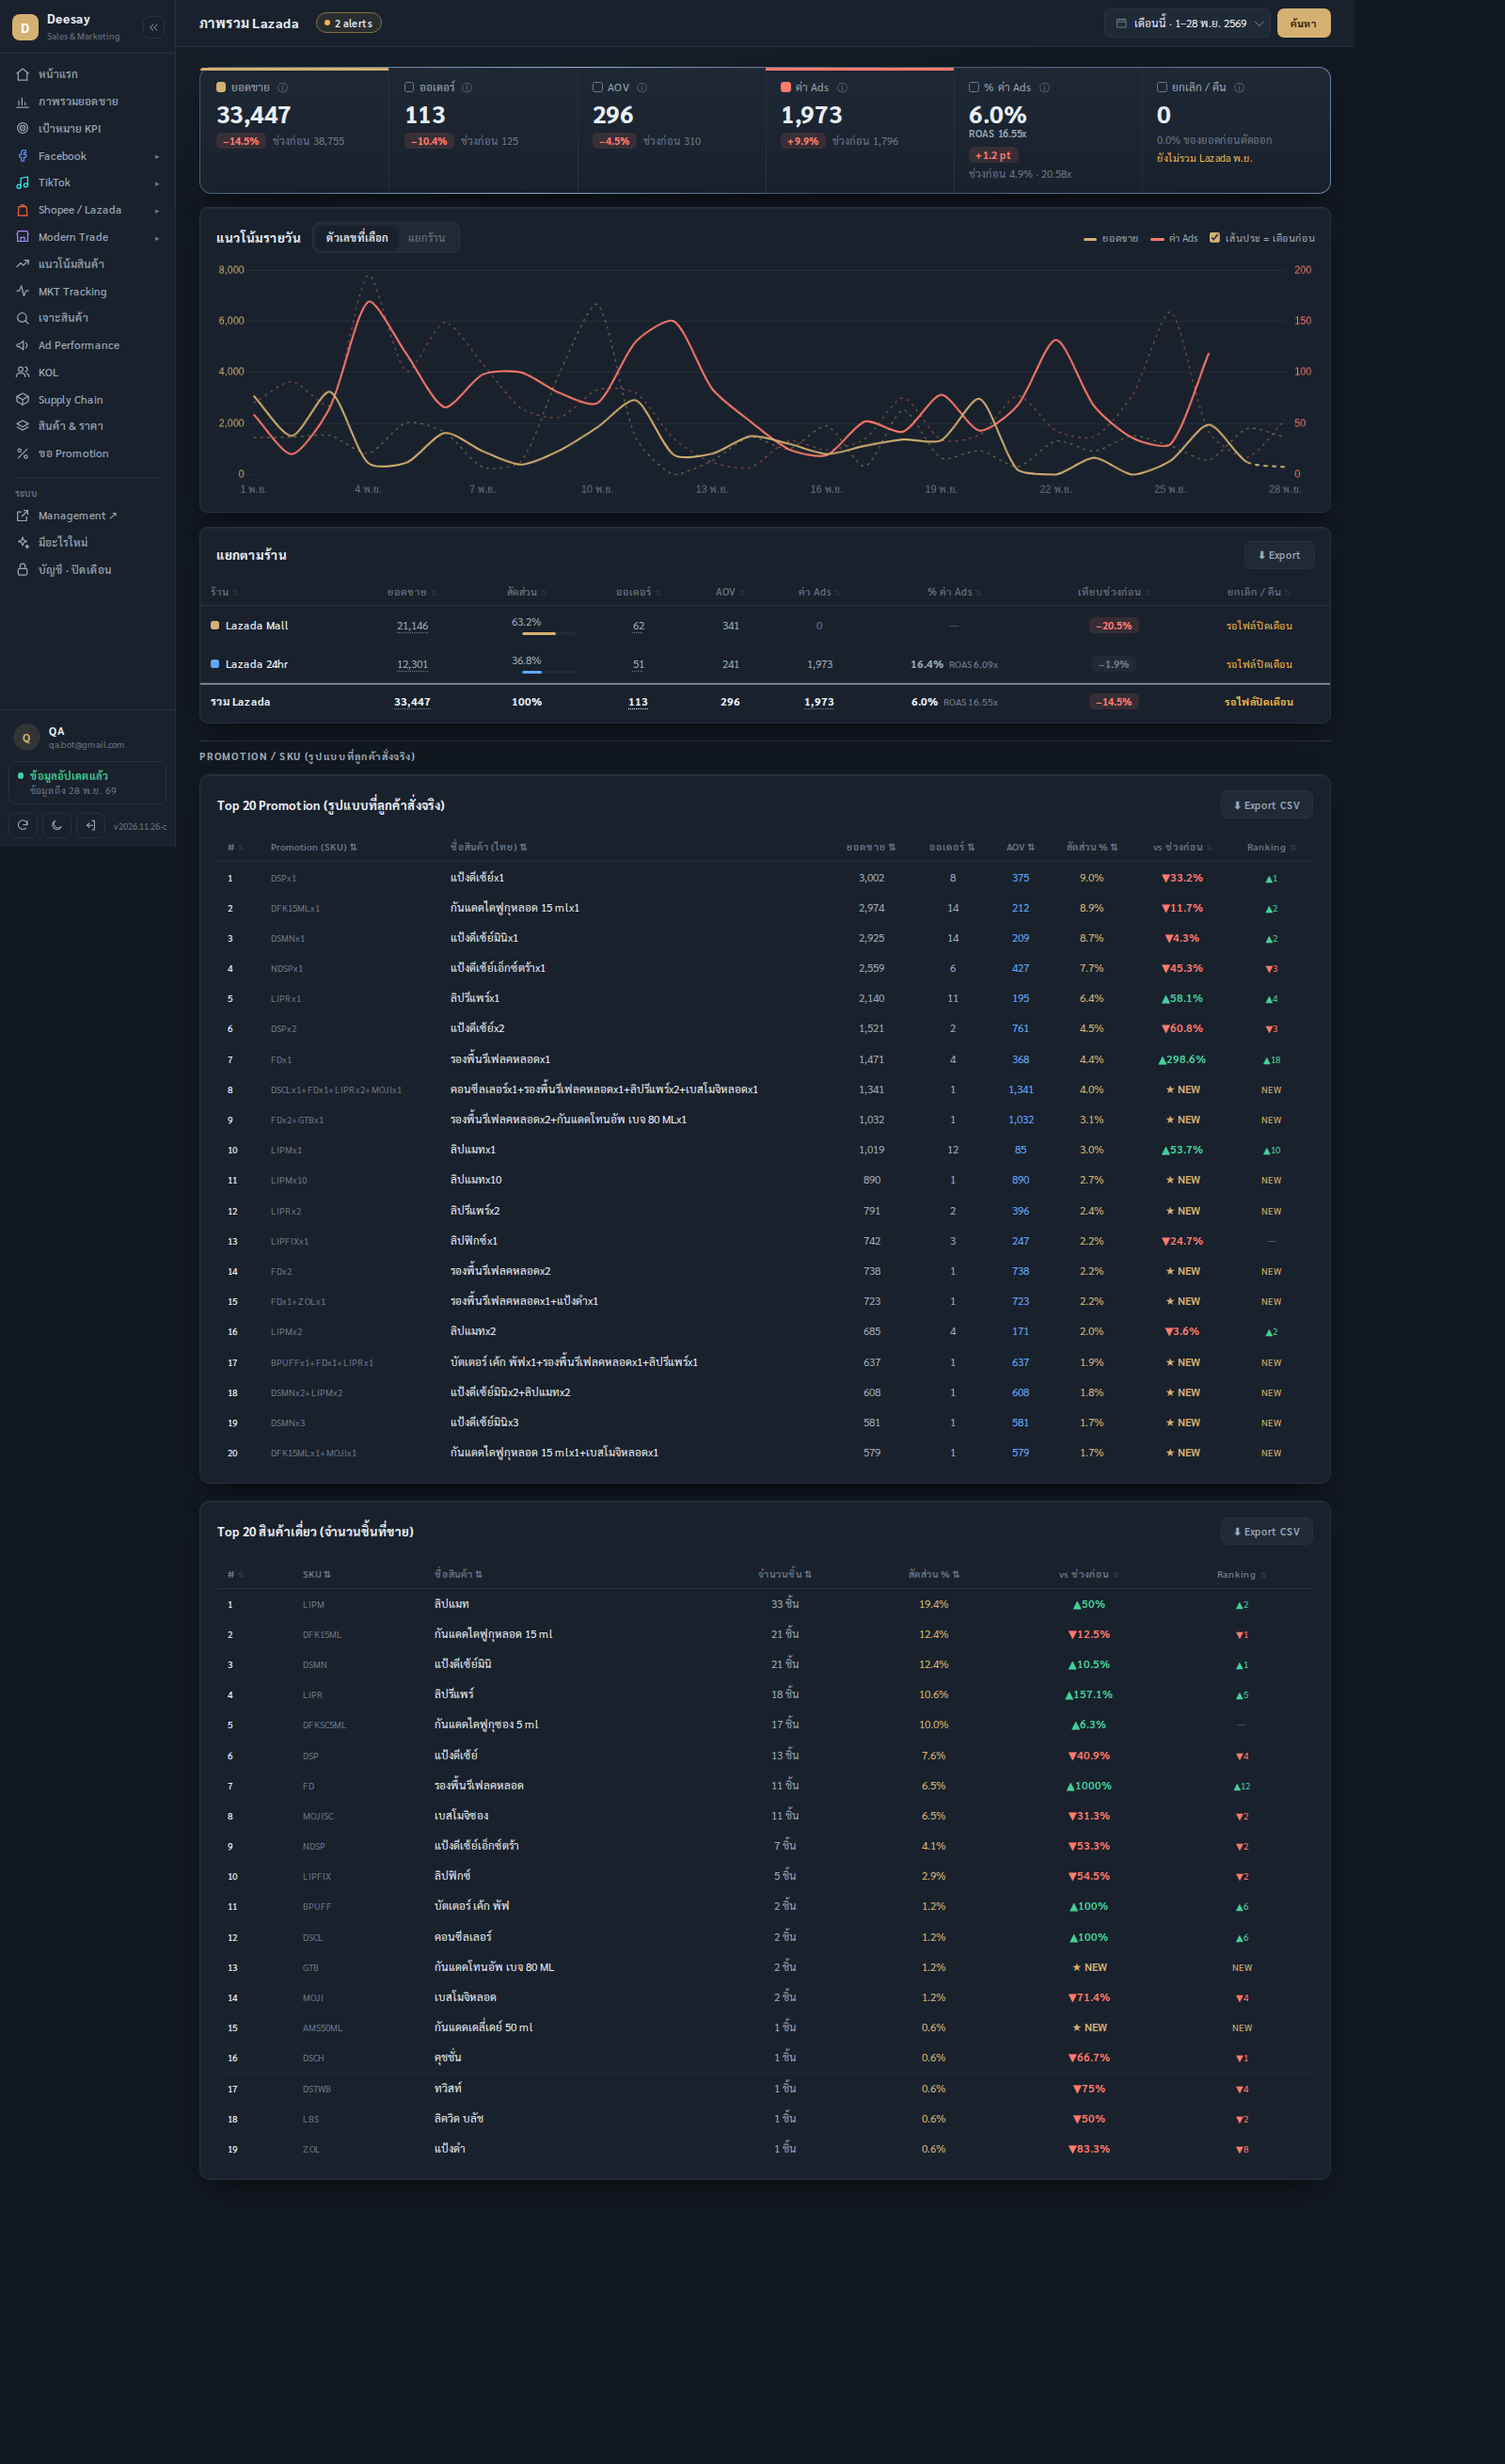 D
Deesay
Sales & Marketing
หน้าแรก
ภาพรวมยอดขาย
เป้าหมาย KPI
Facebook
TikTok
Shopee / Lazada
Modern Trade
แนวโน้มสินค้า
MKT Tracking
เจาะสินค้า
Ad Performance
KOL
Supply Chain
สินค้า & ราคา
ขอ Promotion
ระบบ
Management ↗
มีอะไรใหม่
บัญชี · ปิดเดือน
Q
QA
qa.bot@gmail.com
ข้อมูลอัปเดตแล้ว
ข้อมูลถึง 28 พ.ย. 69
v2026.11.26-c
ภาพรวม Lazada
2 alerts
เดือนนี้ · 1–28 พ.ย. 2569
ค้นหา
ยอดขาย ⓘ
33,447
−14.5% ช่วงก่อน 38,755
ออเดอร์ ⓘ
113
−10.4% ช่วงก่อน 125
AOV ⓘ
296
−4.5% ช่วงก่อน 310
ค่า Ads ⓘ
1,973
+9.9% ช่วงก่อน 1,796
% ค่า Ads ⓘ
6.0%
ROAS 16.55x
+1.2 pt
ช่วงก่อน 4.9% · 20.58x
ยกเลิก / คืน ⓘ
0
0.0% ของยอดก่อนตัดออก
ยังไม่รวม Lazada พ.ย.
แนวโน้มรายวัน ตัวเลขที่เลือก แยกร้าน
ยอดขาย ค่า Ads เส้นประ = เดือนก่อน
8,000 200
6,000 150
4,000 100
2,000 50
0 0
1 พ.ย. 4 พ.ย. 7 พ.ย. 10 พ.ย. 13 พ.ย. 16 พ.ย. 19 พ.ย. 22 พ.ย. 25 พ.ย. 28 พ.ย.
แยกตามร้าน
⬇ Export
ร้าน ⇅ ยอดขาย ⇅ สัดส่วน ⇅ ออเดอร์ ⇅ AOV ⇅ ค่า Ads ⇅ % ค่า Ads ⇅ เทียบช่วงก่อน ⇅ ยกเลิก / คืน ⇅
Lazada Mall 21,146 63.2% 62 341 0 — −20.5% รอไฟล์ปิดเดือน
Lazada 24hr 12,301 36.8% 51 241 1,973 16.4% ROAS 6.09x −1.9% รอไฟล์ปิดเดือน
รวม Lazada 33,447 100% 113 296 1,973 6.0% ROAS 16.55x −14.5% รอไฟล์ปิดเดือน
PROMOTION / SKU (รูปแบบที่ลูกค้าสั่งจริง)
Top 20 Promotion (รูปแบบที่ลูกค้าสั่งจริง)
⬇ Export CSV
# ⇅ Promotion (SKU) ⇅ ชื่อสินค้า (ไทย) ⇅ ยอดขาย ⇅ ออเดอร์ ⇅ AOV ⇅ สัดส่วน % ⇅ vs ช่วงก่อน ⇅ Ranking ⇅
1 DSPx1 แป้งดีเซ้ย์x1 3,002 8 375 9.0% ▼33.2% ▲1
2 DFK15MLx1 กันแดดไดฟูกุหลอด 15 mlx1 2,974 14 212 8.9% ▼11.7% ▲2
3 DSMNx1 แป้งดีเซ้ย์มินิx1 2,925 14 209 8.7% ▼4.3% ▲2
4 NDSPx1 แป้งดีเซ้ย์เอ็กซ์ตร้าx1 2,559 6 427 7.7% ▼45.3% ▼3
5 LIPRx1 ลิปรีแพร์x1 2,140 11 195 6.4% ▲58.1% ▲4
6 DSPx2 แป้งดีเซ้ย์x2 1,521 2 761 4.5% ▼60.8% ▼3
7 FDx1 รองพื้นรีเฟลคหลอดx1 1,471 4 368 4.4% ▲298.6% ▲18
8 DSCLx1+FDx1+LIPRx2+MOJIx1 คอนซีลเลอร์x1+รองพื้นรีเฟลคหลอดx1+ลิปรีแพร์x2+เบสโมจิหลอดx1 1,341 1 1,341 4.0% ★ NEW NEW
9 FDx2+GTBx1 รองพื้นรีเฟลคหลอดx2+กันแดดโทนอัพ เบจ 80 MLx1 1,032 1 1,032 3.1% ★ NEW NEW
10 LIPMx1 ลิปแมทx1 1,019 12 85 3.0% ▲53.7% ▲10
11 LIPMx10 ลิปแมทx10 890 1 890 2.7% ★ NEW NEW
12 LIPRx2 ลิปรีแพร์x2 791 2 396 2.4% ★ NEW NEW
13 LIPFIXx1 ลิปฟิกซ์x1 742 3 247 2.2% ▼24.7% —
14 FDx2 รองพื้นรีเฟลคหลอดx2 738 1 738 2.2% ★ NEW NEW
15 FDx1+ZOLx1 รองพื้นรีเฟลคหลอดx1+แป้งดำx1 723 1 723 2.2% ★ NEW NEW
16 LIPMx2 ลิปแมทx2 685 4 171 2.0% ▼3.6% ▲2
17 BPUFFx1+FDx1+LIPRx1 บัตเตอร์ เค้ก พัฟx1+รองพื้นรีเฟลคหลอดx1+ลิปรีแพร์x1 637 1 637 1.9% ★ NEW NEW
18 DSMNx2+LIPMx2 แป้งดีเซ้ย์มินิx2+ลิปแมทx2 608 1 608 1.8% ★ NEW NEW
19 DSMNx3 แป้งดีเซ้ย์มินิx3 581 1 581 1.7% ★ NEW NEW
20 DFK15MLx1+MOJIx1 กันแดดไดฟูกุหลอด 15 mlx1+เบสโมจิหลอดx1 579 1 579 1.7% ★ NEW NEW
Top 20 สินค้าเดี่ยว (จำนวนชิ้นที่ขาย)
⬇ Export CSV
# ⇅ SKU ⇅ ชื่อสินค้า ⇅ จำนวนชิ้น ⇅ สัดส่วน % ⇅ vs ช่วงก่อน ⇅ Ranking ⇅
1 LIPM ลิปแมท 33 ชิ้น 19.4% ▲50% ▲2
2 DFK15ML กันแดดไดฟูกุหลอด 15 ml 21 ชิ้น 12.4% ▼12.5% ▼1
3 DSMN แป้งดีเซ้ย์มินิ 21 ชิ้น 12.4% ▲10.5% ▲1
4 LIPR ลิปรีแพร์ 18 ชิ้น 10.6% ▲157.1% ▲5
5 DFKSC5ML กันแดดไดฟูกุซอง 5 ml 17 ชิ้น 10.0% ▲6.3% —
6 DSP แป้งดีเซ้ย์ 13 ชิ้น 7.6% ▼40.9% ▼4
7 FD รองพื้นรีเฟลคหลอด 11 ชิ้น 6.5% ▲1000% ▲12
8 MOJISC เบสโมจิซอง 11 ชิ้น 6.5% ▼31.3% ▼2
9 NDSP แป้งดีเซ้ย์เอ็กซ์ตร้า 7 ชิ้น 4.1% ▼53.3% ▼2
10 LIPFIX ลิปฟิกซ์ 5 ชิ้น 2.9% ▼54.5% ▼2
11 BPUFF บัตเตอร์ เค้ก พัฟ 2 ชิ้น 1.2% ▲100% ▲6
12 DSCL คอนซีลเลอร์ 2 ชิ้น 1.2% ▲100% ▲6
13 GTB กันแดดโทนอัพ เบจ 80 ML 2 ชิ้น 1.2% ★ NEW NEW
14 MOJI เบสโมจิหลอด 2 ชิ้น 1.2% ▼71.4% ▼4
15 AMS50ML กันแดดเดลี่เดย์ 50 ml 1 ชิ้น 0.6% ★ NEW NEW
16 DSCH คุชชั่น 1 ชิ้น 0.6% ▼66.7% ▼1
17 DSTWB ทวิสท์ 1 ชิ้น 0.6% ▼75% ▼4
18 LBS ลิควิด บลัช 1 ชิ้น 0.6% ▼50% ▼2
19 ZOL แป้งดำ 1 ชิ้น 0.6% ▼83.3% ▼8